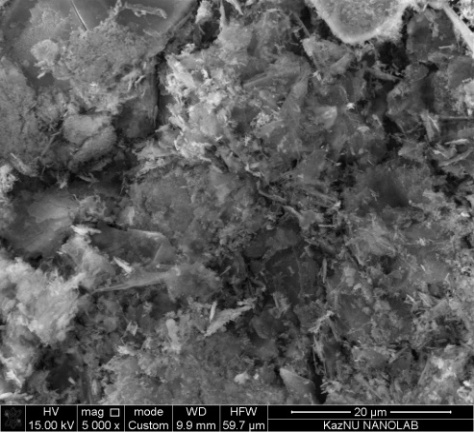 HV mag mode WD HFW 20 µm
15.00 kV 5 000 x Custom 9.9 mm 59.7 µm KazNU NANOLAB